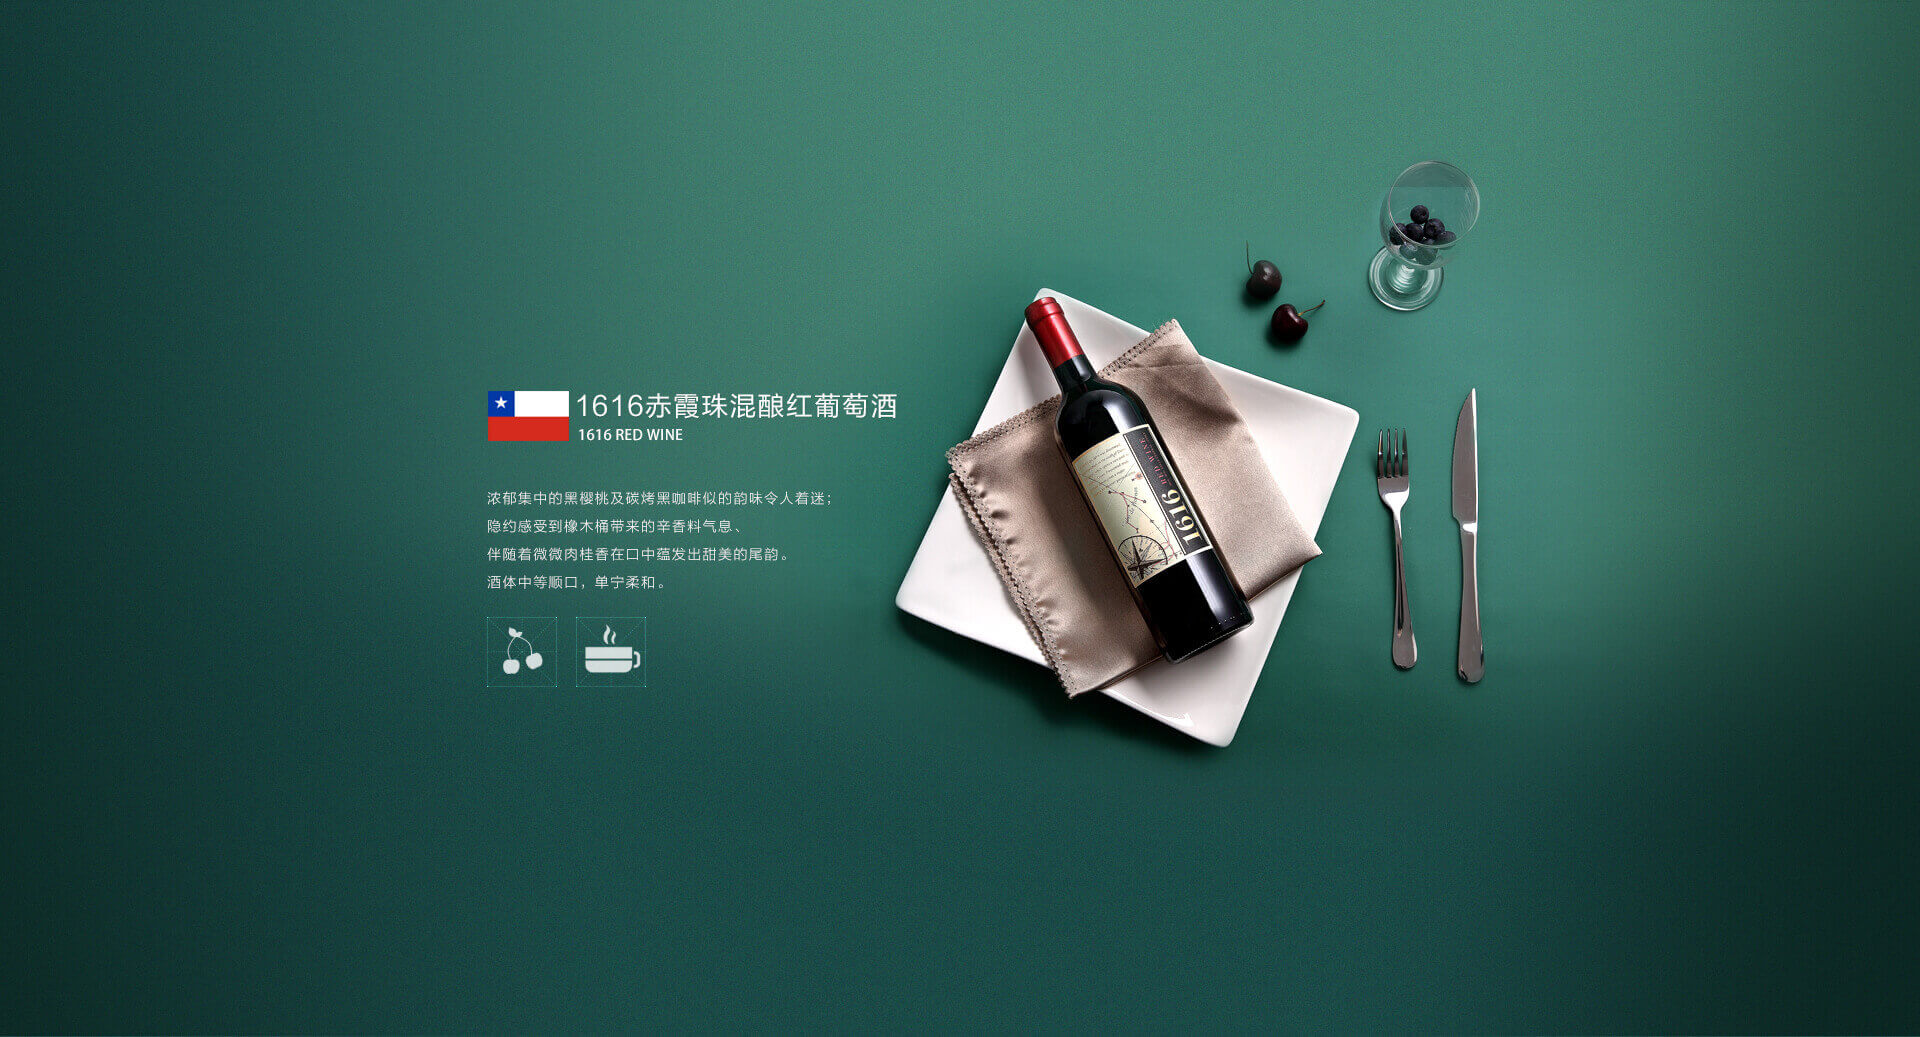 1616赤霞珠混酿红葡萄酒
1616 RED WINE
浓郁集中的黑樱桃及碳烤黑咖啡似的韵味令人着迷；
隐约感受到橡木桶带来的辛香料气息、
伴随着微微肉桂香在口中蕴发出甜美的尾韵。
酒体中等顺口，单宁柔和。
1616
RED WINE